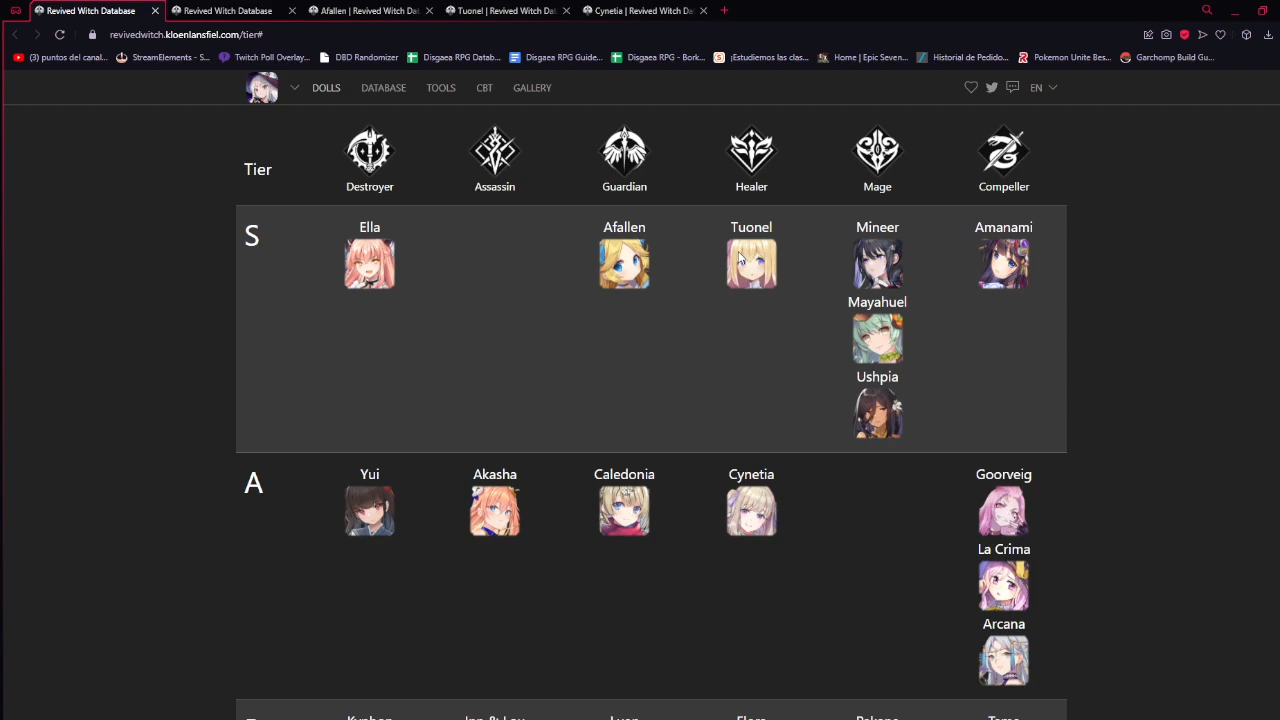 Revived Witch Database
Revived Witch Database
Afallen | Revived Witch Dat
Tuonel | Revived Witch Dat
Cynetia | Revived Witch Dat
revivedwitch.kloenlansfiel.com/tier#
(3) puntos del canal...
StreamElements - S...
Twitch Poll Overlay...
DBD Randomizer
Disgaea RPG Datab...
Disgaea RPG Guide...
Disgaea RPG - Bork...
¡Estudiemos las clas...
Home | Epic Seven...
Historial de Pedido...
Pokemon Unite Bes...
Garchomp Build Gu...
DOLLS DATABASE TOOLS CBT GALLERY EN
Tier
Destroyer Assassin Guardian Healer Mage Compeller
S
Ella Afallen Tuonel Mineer Amanami
Mayahuel
Ushpia
A
Yui Akasha Caledonia Cynetia Goorveig
La Crima
Arcana